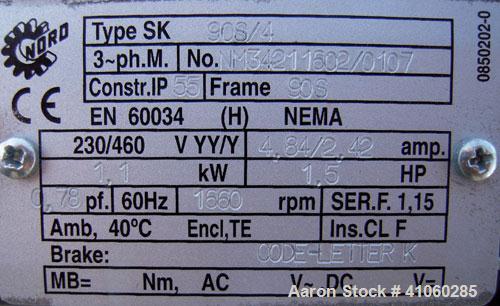 NORD
Type SK 90S/4
3~ph.M. No. NM34211602/0107
Constr.IP 55 Frame 90S
0850202-0
CE EN 60034 (H) NEMA
230/460 V YY/Y 4,84/2,42 amp.
1,1 kW 1,5 HP
0,78 pf. 60Hz 1660 rpm SER.F. 1,15
Amb, 40ºC Encl,TE Ins.CL F
Brake: CODE-LETTER K
MB= Nm, AC V~ DC V=
Aaron Stock # 41060285